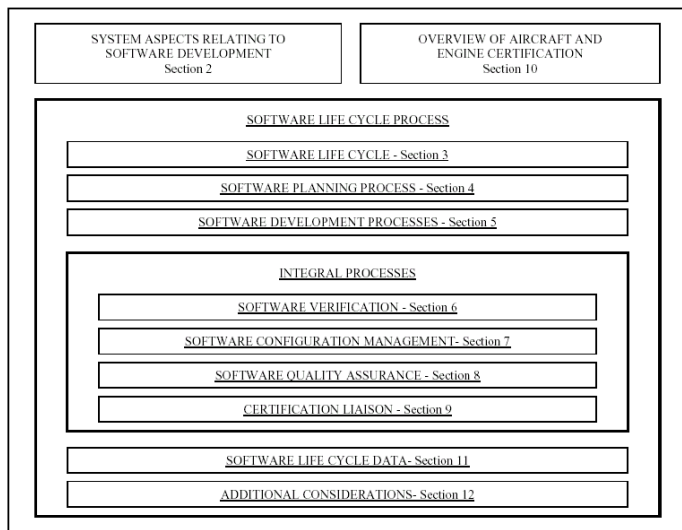 SYSTEM ASPECTS RELATING TO
SOFTWARE DEVELOPMENT
Section 2
OVERVIEW OF AIRCRAFT AND
ENGINE CERTIFICATION
Section 10
SOFTWARE LIFE CYCLE PROCESS
SOFTWARE LIFE CYCLE - Section 3
SOFTWARE PLANNING PROCESS - Section 4
SOFTWARE DEVELOPMENT PROCESSES - Section 5
INTEGRAL PROCESSES
SOFTWARE VERIFICATION - Section 6
SOFTWARE CONFIGURATION MANAGEMENT- Section 7
SOFTWARE QUALITY ASSURANCE - Section 8
CERTIFICATION LIAISON - Section 9
SOFTWARE LIFE CYCLE DATA- Section 11
ADDITIONAL CONSIDERATIONS- Section 12